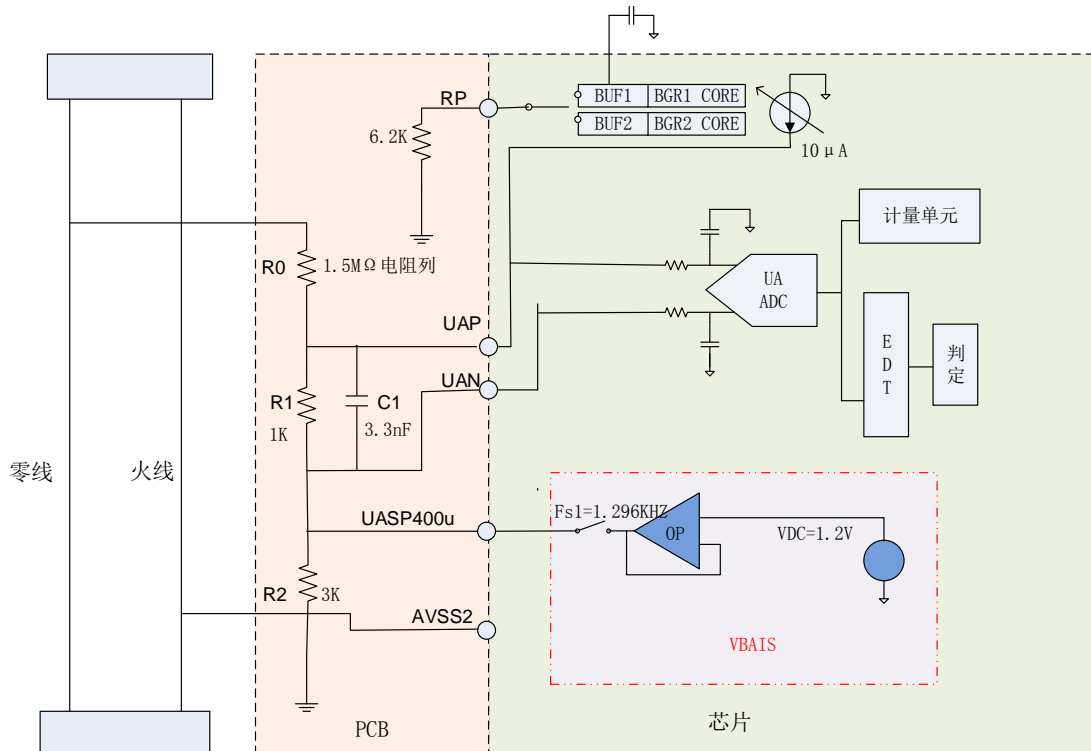 RP
BUF1
BGR1 CORE
BUF2
BGR2 CORE
6.2K
10μA
计量单元
R0
1.5MΩ电阻列
UA
ADC
UAP
EDT
判定
UAN
R1
C1
1K
3.3nF
零线
火线
UASP400u
Fs1=1.296KHZ
OP
VDC=1.2V
R2
3K
AVSS2
VBAIS
PCB
芯片